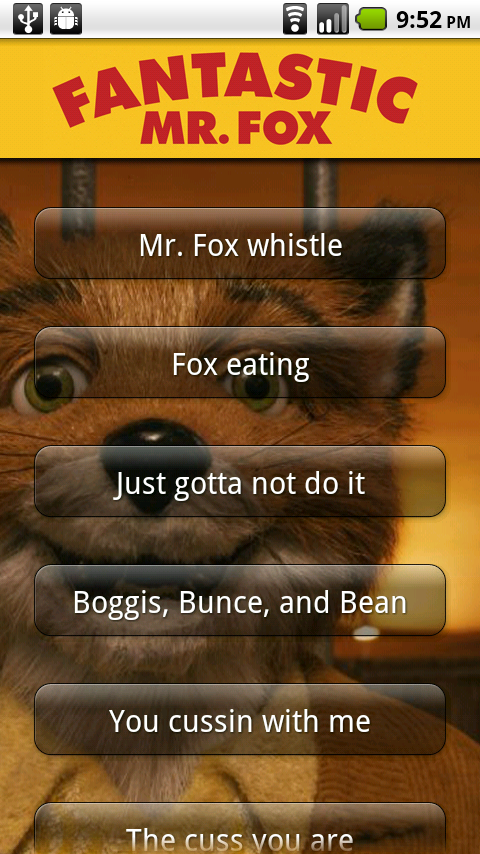 9:52 PM
FANTASTIC
MR. FOX
Mr. Fox whistle
Fox eating
Just gotta not do it
Boggis, Bunce, and Bean
You cussin with me
The cuss you are